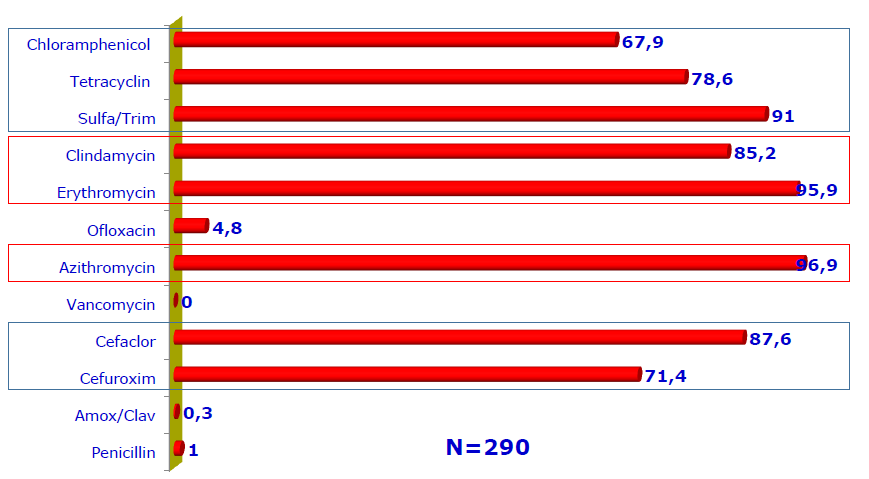 Chloramphenicol 67,9
Tetracyclin 78,6
Sulfa/Trim 91
Clindamycin 85,2
Erythromycin 95,9
Ofloxacin 4,8
Azithromycin 96,9
Vancomycin 0
Cefaclor 87,6
Cefuroxim 71,4
Amox/Clav 0,3
Penicillin 1
N=290